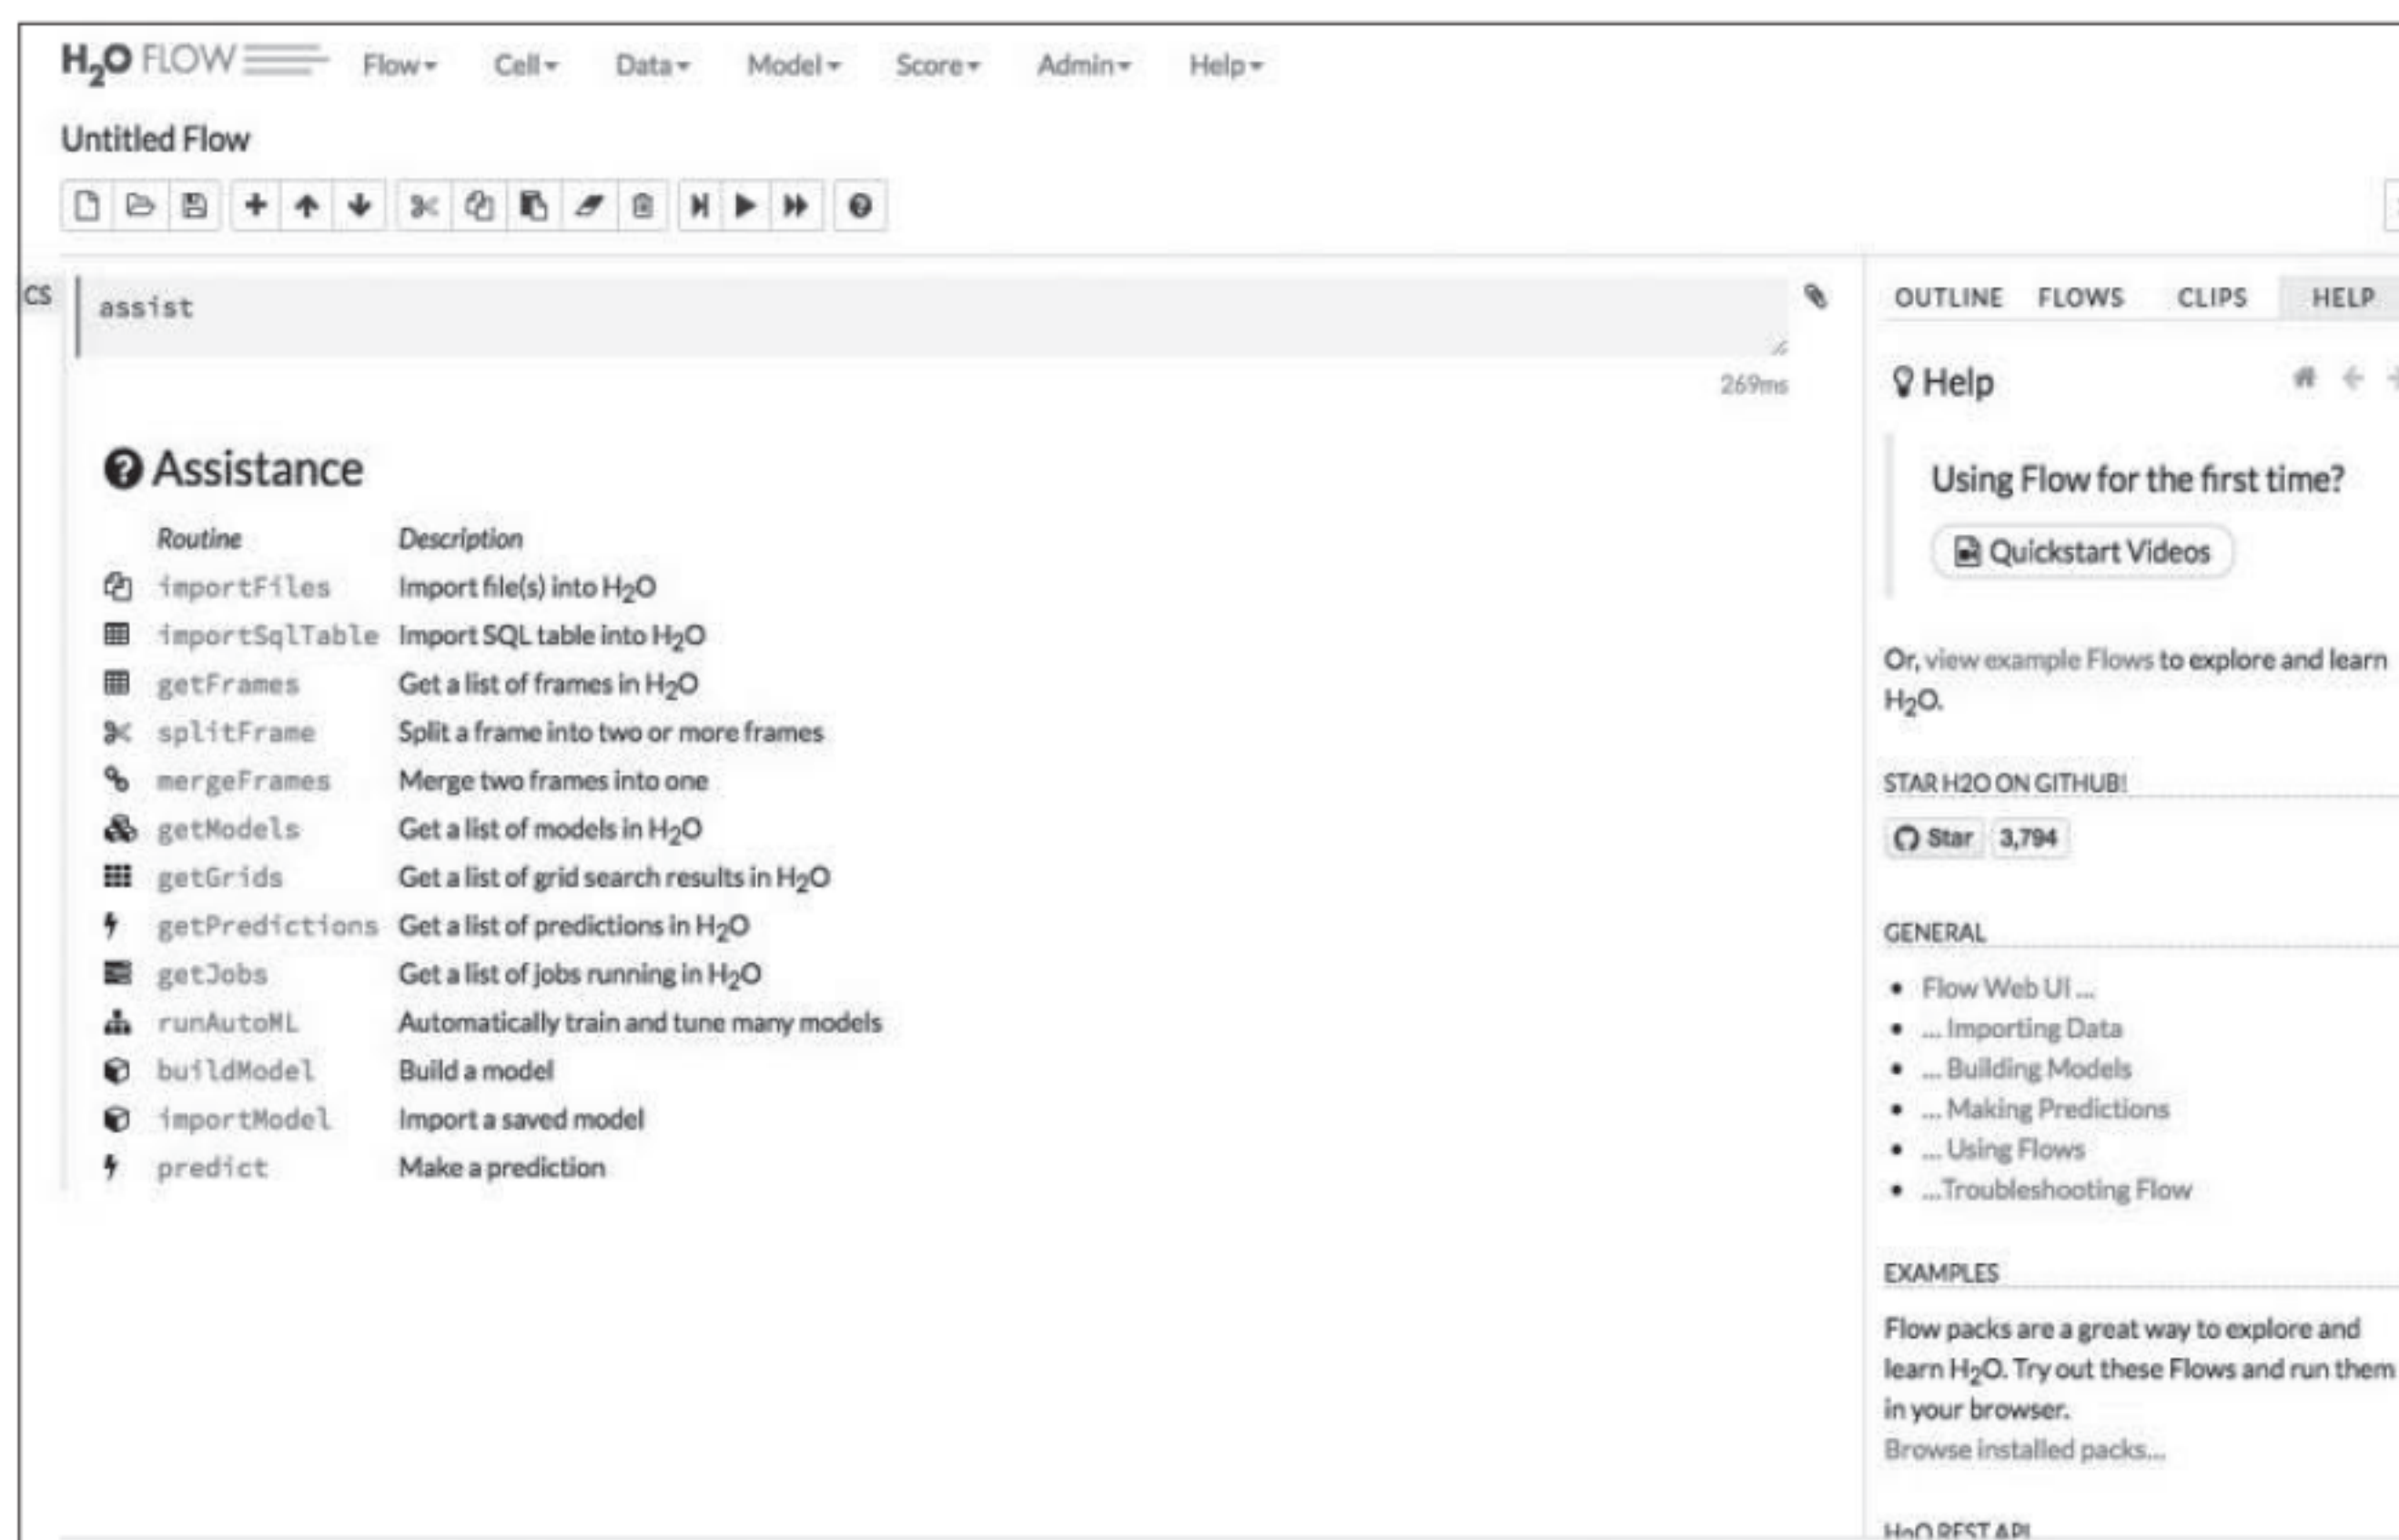 H2O FLOW Flow Cell Data Model Score Admin Help
Untitled Flow
CS
assist
269ms
Assistance
Routine Description
importFiles Import file(s) into H2O
importSqlTable Import SQL table into H2O
getFrames Get a list of frames in H2O
splitFrame Split a frame into two or more frames
mergeFrames Merge two frames into one
getModels Get a list of models in H2O
getGrids Get a list of grid search results in H2O
getPredictions Get a list of predictions in H2O
getJobs Get a list of jobs running in H2O
runAutoML Automatically train and tune many models
buildModel Build a model
importModel Import a saved model
predict Make a prediction
OUTLINE FLOWS CLIPS HELP
Help
Using Flow for the first time?
Quickstart Videos
Or, view example Flows to explore and learn
H2O.
STAR H2O ON GITHUB!
Star 3,794
GENERAL
• Flow Web UI ...
• ... Importing Data
• ... Building Models
• ... Making Predictions
• ... Using Flows
• ...Troubleshooting Flow
EXAMPLES
Flow packs are a great way to explore and
learn H2O. Try out these Flows and run them
in your browser.
Browse installed packs...
H2O REST API